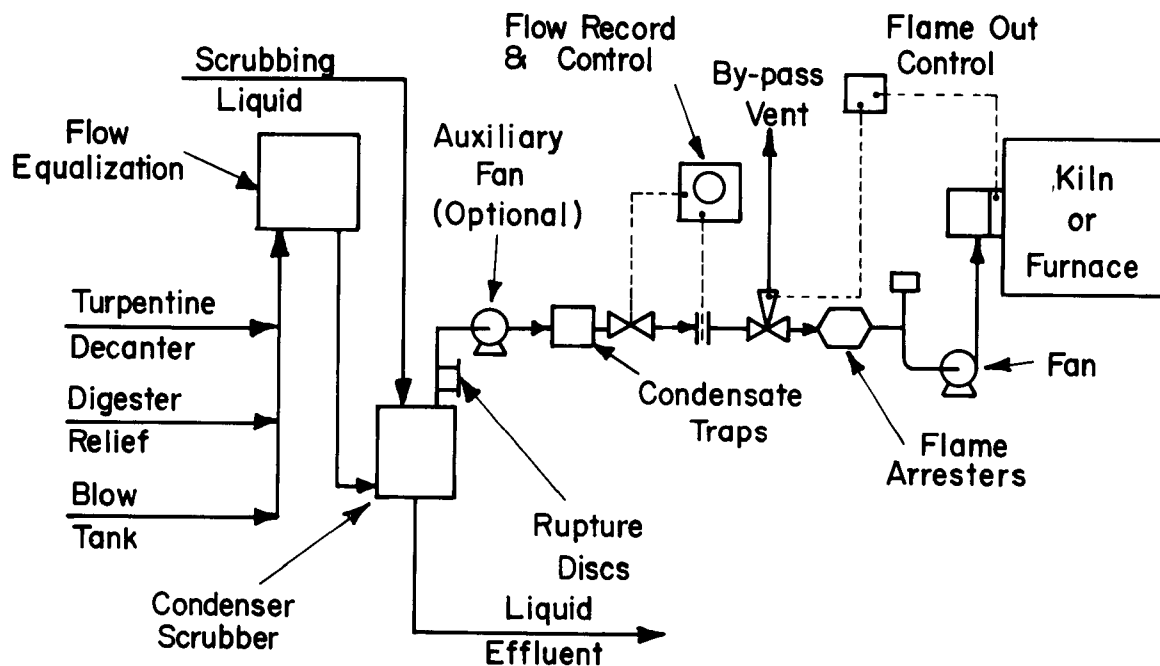 Flow Record
& Control
Flame Out
Control
Scrubbing
Liquid
By-pass
Vent
Flow
Equalization
Auxiliary
Fan
(Optional)
Kiln
or
Furnace
Turpentine
Decanter
Digester
Relief
Blow
Tank
Condensate
Traps
Fan
Flame
Arresters
Rupture
Discs
Condenser
Scrubber
Liquid
Effluent